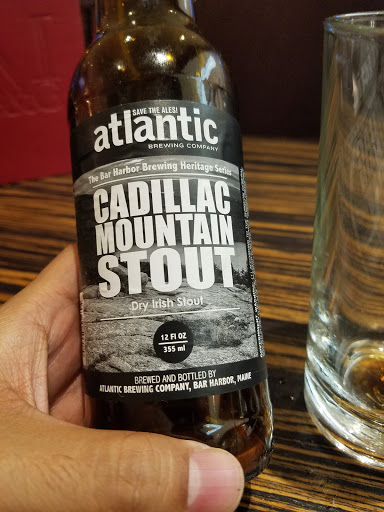 SAVE THE ALES!
atlantic
BREWING COMPANY
The Bar Harbor Brewing Heritage Series
CADILLAC
MOUNTAIN
STOUT
Dry Irish Stout
12 Fl OZ
355 ml
BREWED AND BOTTLED BY
ATLANTIC BREWING COMPANY, BAR HARBOR, MAINE